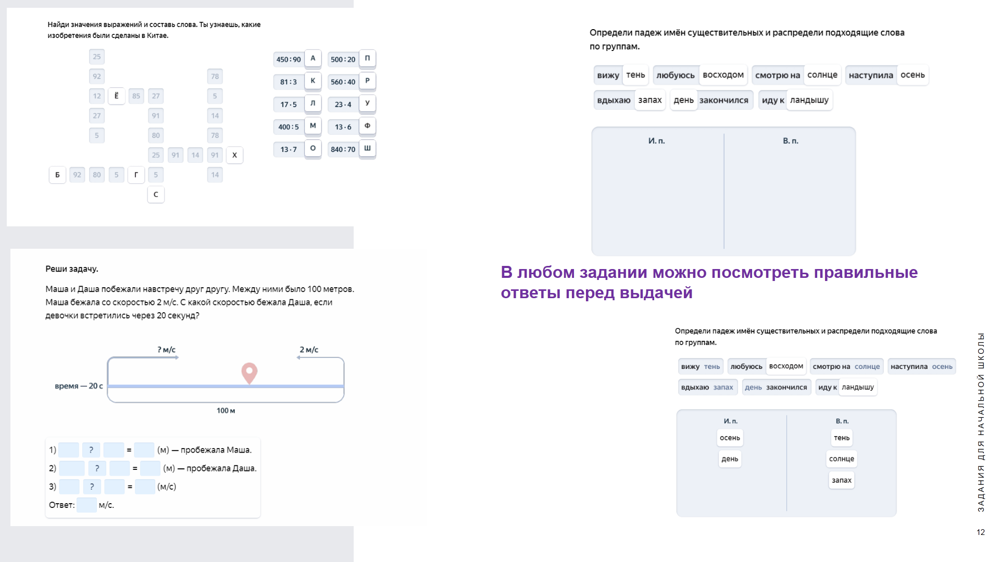 Найди значения выражений и составь слова. Ты узнаешь, какие
изобретения были сделаны в Китае.
25
92 78
12 Ё 85 27 5
27 91 14
5 80 78
25 91 14 91 Х
Б 92 80 5 Г 5 14
С
450 : 90 А 500 : 20 П
81 : 3 К 560 : 40 Р
17 · 5 Л 23 · 4 У
400 : 5 М 13 · 6 Ф
13 · 7 О 840 : 70 Ш
Реши задачу.
Маша и Даша побежали навстречу друг другу. Между ними было 100 метров.
Маша бежала со скоростью 2 м/с. С какой скоростью бежала Даша, если
девочки встретились через 20 секунд?
? м/с 2 м/с
время — 20 с
100 м
1) ? = (м) — пробежала Маша.
2) ? = (м) — пробежала Даша.
3) ? = (м/с)
Ответ: м/с.
Определи падеж имён существительных и распредели подходящие слова
по группам.
вижу тень любуюсь восходом смотрю на солнце наступила осень
вдыхаю запах день закончился иду к ландышу
И. п. В. п.
В любом задании можно посмотреть правильные
ответы перед выдачей
Определи падеж имён существительных и распредели подходящие слова
по группам.
вижу тень любуюсь восходом смотрю на солнце наступила осень
вдыхаю запах день закончился иду к ландышу
И. п. В. п.
осень тень
день солнце
запах
ЗАДАНИЯ ДЛЯ НАЧАЛЬНОЙ ШКОЛЫ
12